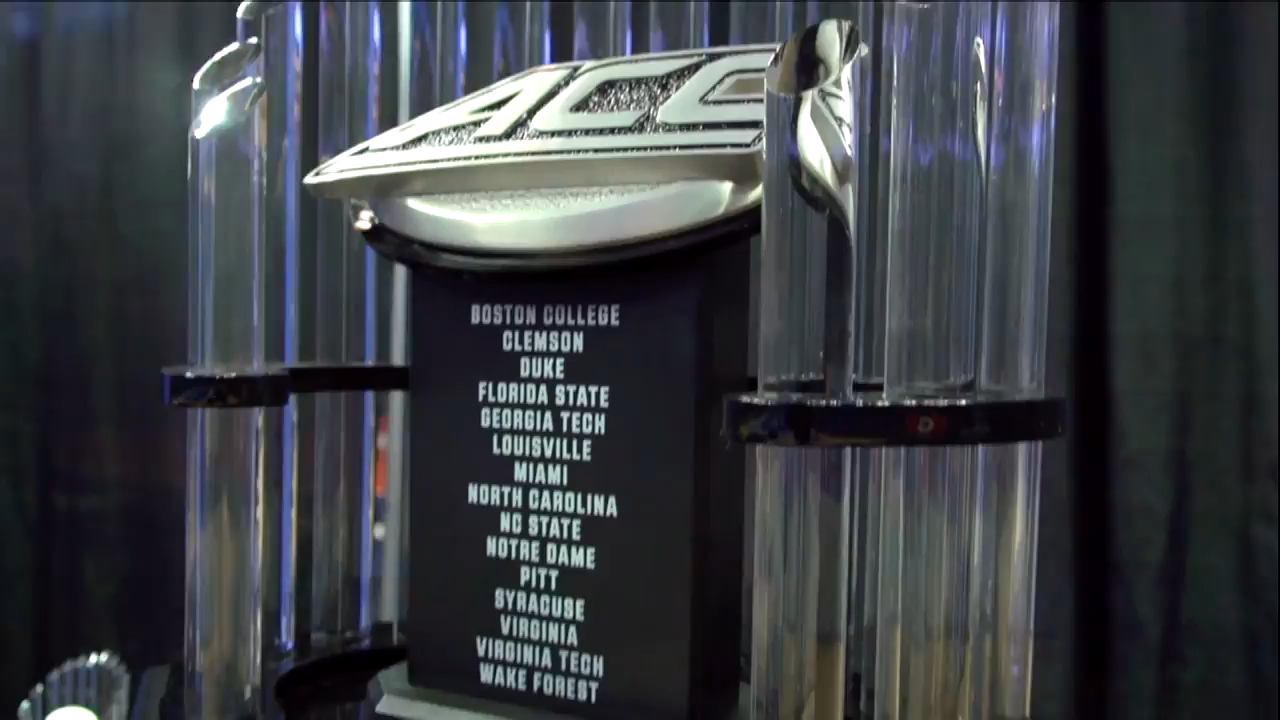 ACC
BOSTON COLLEGE
CLEMSON
DUKE
FLORIDA STATE
GEORGIA TECH
LOUISVILLE
MIAMI
NORTH CAROLINA
NC STATE
NOTRE DAME
PITT
SYRACUSE
VIRGINIA
VIRGINIA TECH
WAKE FOREST
D